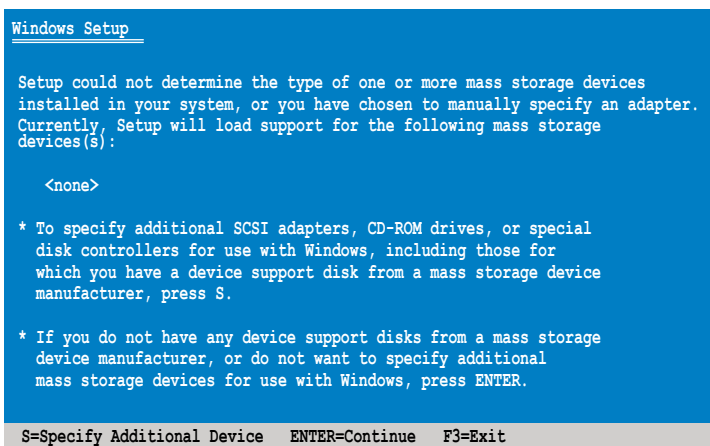 Windows Setup
Setup could not determine the type of one or more mass storage devices
installed in your system, or you have chosen to manually specify an adapter.
Currently, Setup will load support for the following mass storage
devices(s):
<none>
* To specify additional SCSI adapters, CD-ROM drives, or special
disk controllers for use with Windows, including those for
which you have a device support disk from a mass storage device
manufacturer, press S.
* If you do not have any device support disks from a mass storage
device manufacturer, or do not want to specify additional
mass storage devices for use with Windows, press ENTER.
S=Specify Additional Device ENTER=Continue F3=Exit